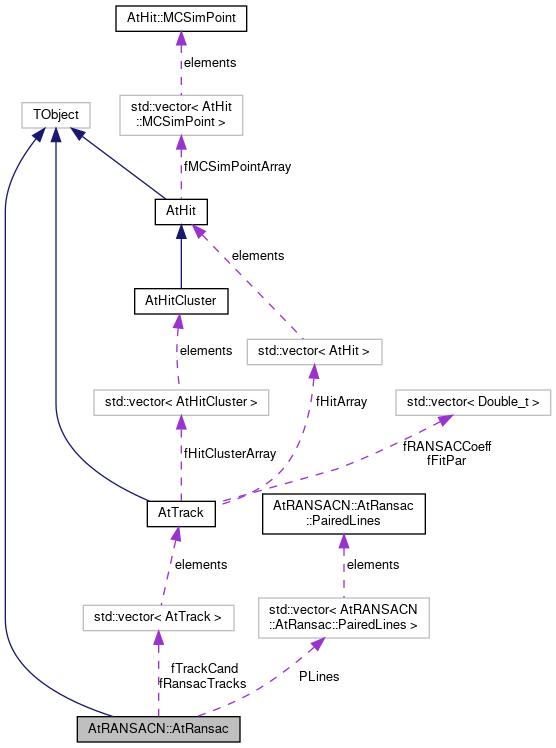 AtHit::MCSimPoint
elements
std::vector< AtHit
::MCSimPoint >
TObject
fMCSimPointArray
AtHit
elements
AtHitCluster
elements
std::vector< AtHit >
std::vector< AtHitCluster >
fHitArray
std::vector< Double_t >
fHitClusterArray
fRANSACCoeff
fFitPar
AtTrack
AtRANSACN::AtRansac
::PairedLines
elements
elements
std::vector< AtTrack >
std::vector< AtRANSACN
::AtRansac::PairedLines >
fTrackCand
fRansacTracks
PLines
AtRANSACN::AtRansac